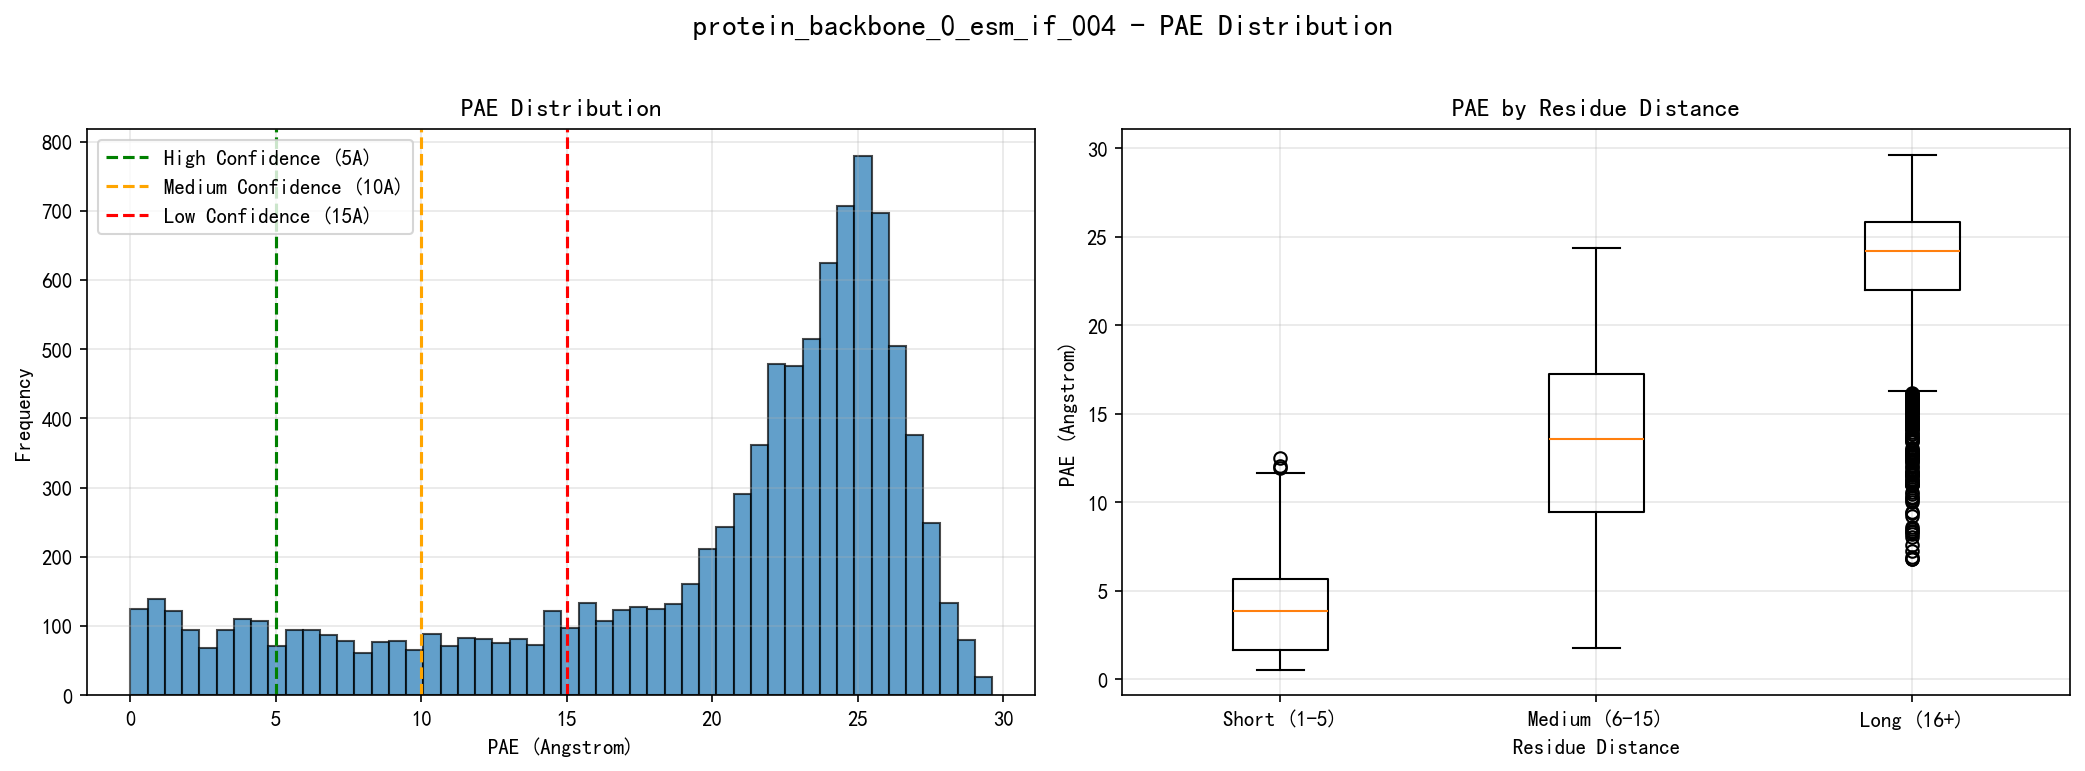 protein_backbone_0_esm_if_004 - PAE Distribution
PAE Distribution
High Confidence (5A)
Medium Confidence (10A)
Low Confidence (15A)
800
700
600
500
400
300
200
100
0
Frequency
0 5 10 15 20 25 30
PAE (Angstrom)
PAE by Residue Distance
30
25
20
15
10
5
0
PAE (Angstrom)
Short (1-5) Medium (6-15) Long (16+)
Residue Distance